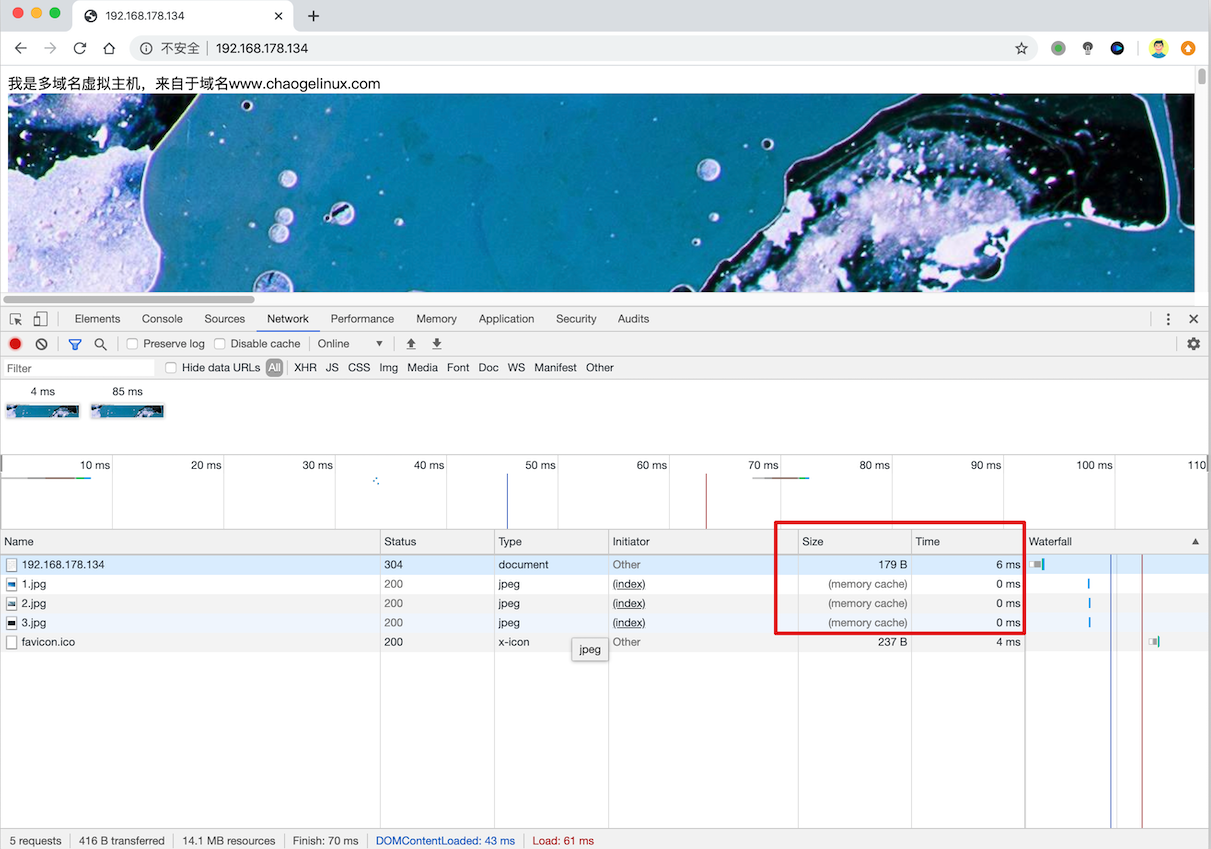 192.168.178.134
不安全 192.168.178.134
我是多域名虚拟主机，来自于域名www.chaogelinux.com
Elements Console Sources Network Performance Memory Application Security Audits
Preserve log Disable cache Online
Filter Hide data URLs All XHR JS CSS Img Media Font Doc WS Manifest Other
4 ms 85 ms
10 ms 20 ms 30 ms 40 ms 50 ms 60 ms 70 ms 80 ms 90 ms 100 ms 110
Name Status Type Initiator Size Time Waterfall
192.168.178.134 304 document Other 179 B 6 ms
1.jpg 200 jpeg (index) (memory cache) 0 ms
2.jpg 200 jpeg (index) (memory cache) 0 ms
3.jpg 200 jpeg (index) (memory cache) 0 ms
favicon.ico 200 x-icon Other 237 B 4 ms
jpeg
5 requests 416 B transferred 14.1 MB resources Finish: 70 ms DOMContentLoaded: 43 ms Load: 61 ms